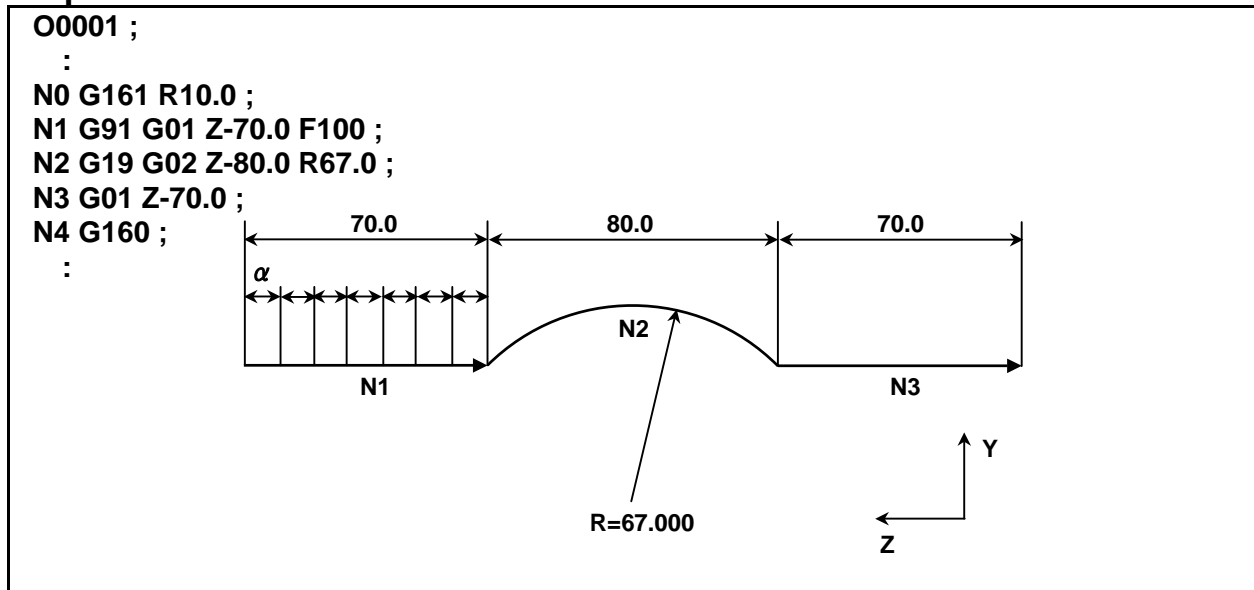 O0001 ;
:
N0 G161 R10.0 ;
N1 G91 G01 Z-70.0 F100 ;
N2 G19 G02 Z-80.0 R67.0 ;
N3 G01 Z-70.0 ;
N4 G160 ;
:
70.0 80.0 70.0
α
N2
N1 N3
Y
R=67.000
Z